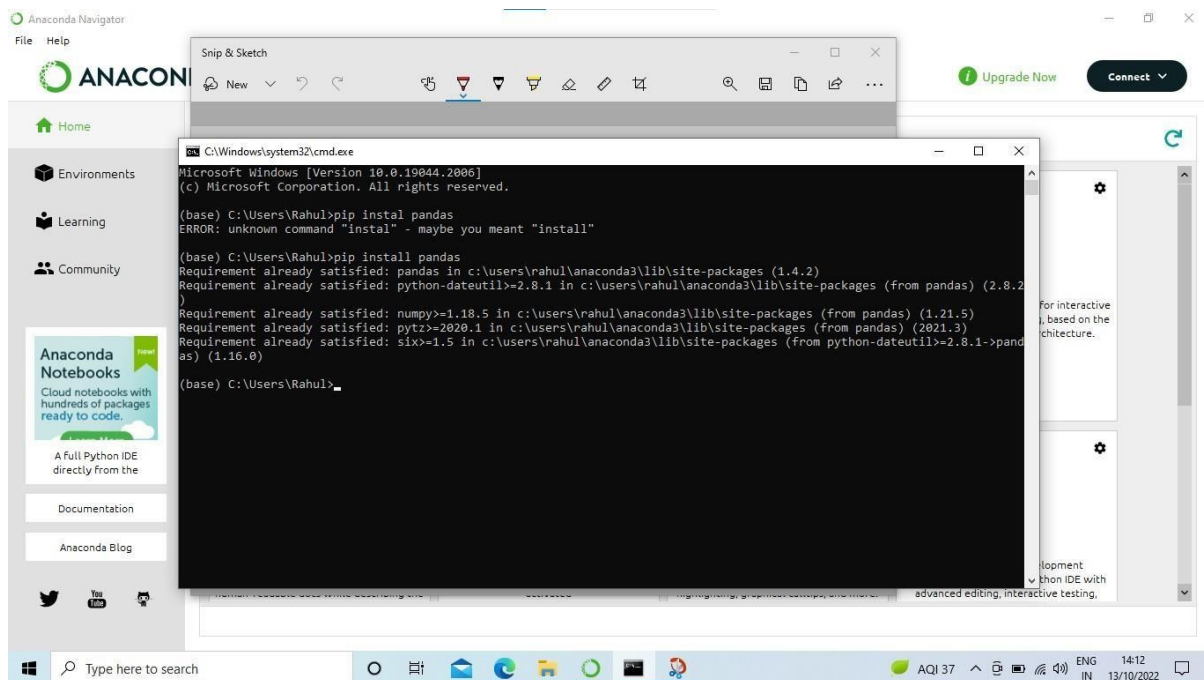 Anaconda Navigator
File Help
Snip & Sketch
ANACON
New
Upgrade Now
Connect
Home
Environments
Learning
Community
C:\Windows\system32\cmd.exe
Microsoft Windows [Version 10.0.19044.2006]
(c) Microsoft Corporation. All rights reserved.
(base) C:\Users\Rahul>pip instal pandas
ERROR: unknown command "instal" - maybe you meant "install"
(base) C:\Users\Rahul>pip install pandas
Requirement already satisfied: pandas in c:\users\rahul\anaconda3\lib\site-packages (1.4.2)
Requirement already satisfied: python-dateutil>=2.8.1 in c:\users\rahul\anaconda3\lib\site-packages (from pandas) (2.8.2
)
Requirement already satisfied: numpy>=1.18.5 in c:\users\rahul\anaconda3\lib\site-packages (from pandas) (1.21.5)
Requirement already satisfied: pytz>=2020.1 in c:\users\rahul\anaconda3\lib\site-packages (from pandas) (2021.3)
Requirement already satisfied: six>=1.5 in c:\users\rahul\anaconda3\lib\site-packages (from python-dateutil>=2.8.1->pand
as) (1.16.0)
(base) C:\Users\Rahul>
for interactive
, based on the
chitecture.
Anaconda
Notebooks
New!
Cloud notebooks with
hundreds of packages
ready to code.
A full Python IDE
directly from the
Documentation
Anaconda Blog
You
Tube
lopment
thon IDE with
advanced editing, interactive testing,
Type here to search
AQI 37
ENG
IN
14:12
13/10/2022